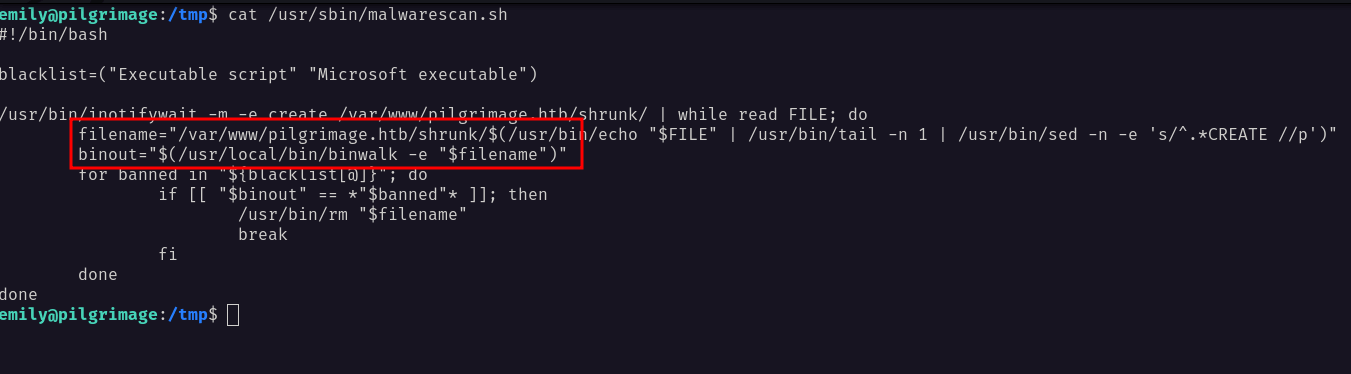 emily@pilgrimage:/tmp$ cat /usr/sbin/malwarescan.sh
#!/bin/bash
blacklist=("Executable script" "Microsoft executable")
/usr/bin/inotifywait -m -e create /var/www/pilgrimage.htb/shrunk/ | while read FILE; do
filename="/var/www/pilgrimage.htb/shrunk/$(/usr/bin/echo "$FILE" | /usr/bin/tail -n 1 | /usr/bin/sed -n -e 's/^.*CREATE //p')"
binout="$(/usr/local/bin/binwalk -e "$filename")"
for banned in "${blacklist[@]}"; do
if [[ "$binout" == *"$banned"* ]]; then
/usr/bin/rm "$filename"
break
fi
done
done
emily@pilgrimage:/tmp$